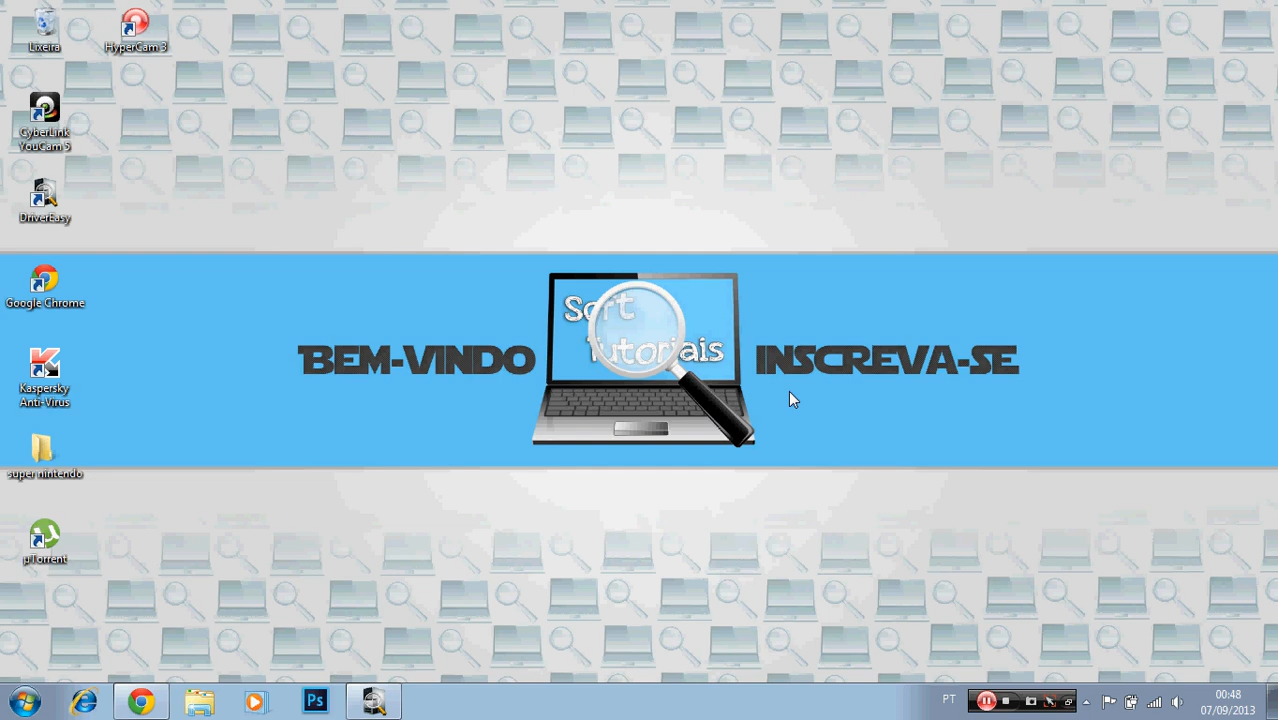 Lixeira
HyperCam 3
CyberLink
YouCam 5
DriverEasy
Google Chrome
Kaspersky
Anti-Virus
super nintendo
µTorrent
BEM-VINDO
Soft
Tutoriais
INSCREVA-SE
Ps
PT
00:48
07/09/2013